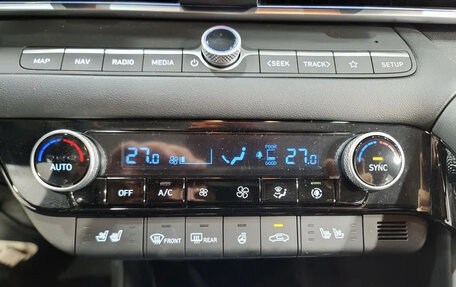 MAP NAV RADIO MEDIA <SEEK TRACK> SETUP
AUTO 27.0 POOR GOOD 27.0 SYNC
OFF A/C
FRONT REAR